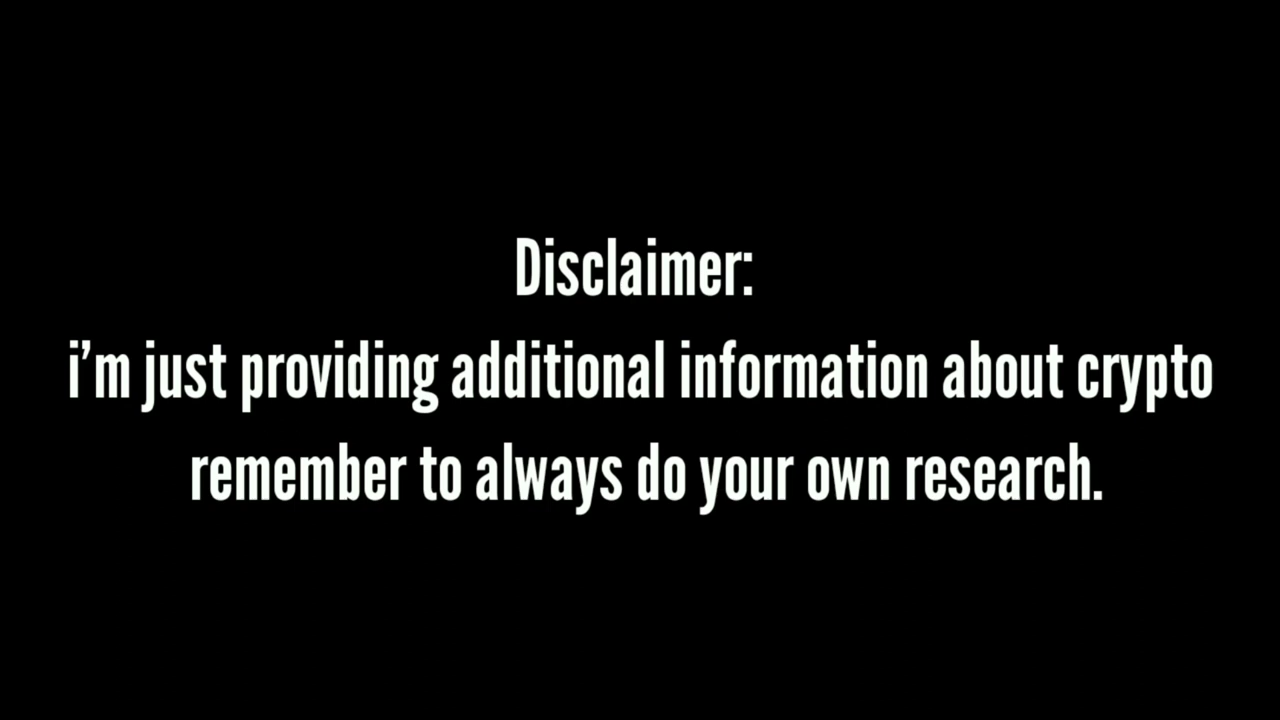 Disclaimer:
i’m just providing additional information about crypto
remember to always do your own research.